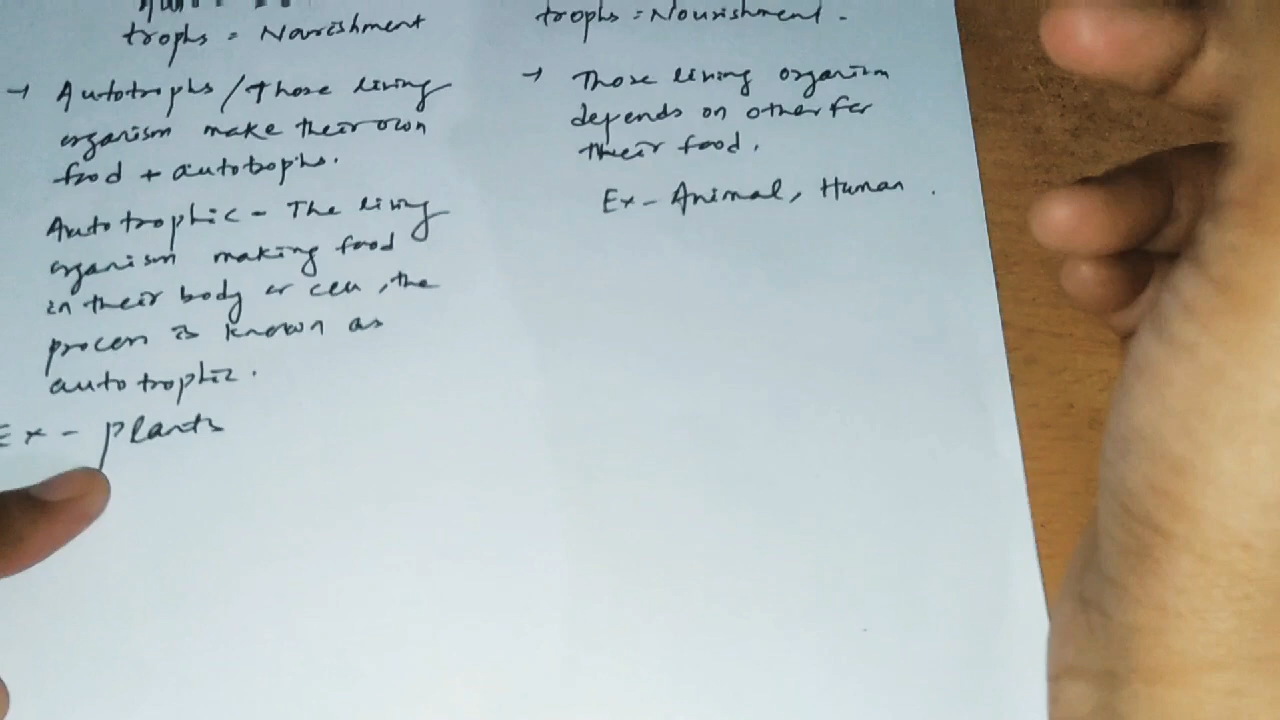 trophs = Nourishment
→ Autotrophs / Those living
organism make their own
food + autotrophs.
Autotrophic - The living
organism making food
in their body or cell, the
process is known as
autotrophic.
Ex - Plants
trophs = Nourishment -
→ Those living organism
depends on other for
their food.
Ex - Animal, Human .